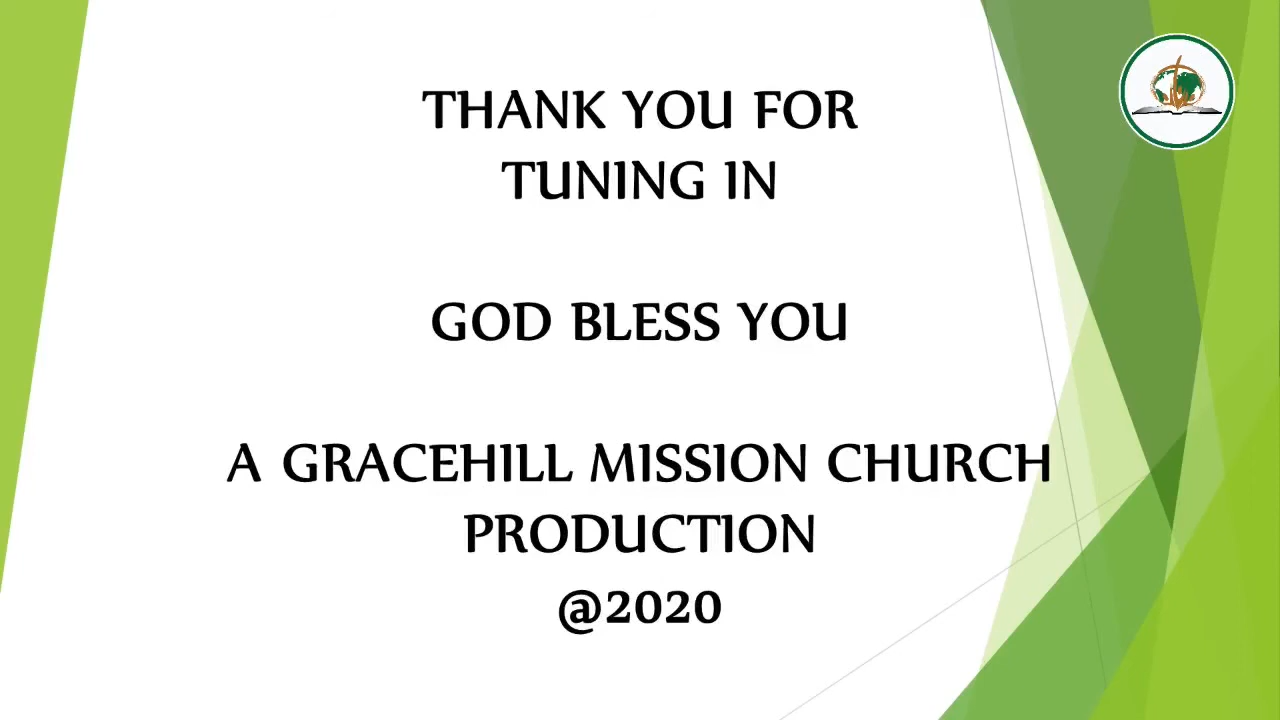 THANK YOU FOR
TUNING IN
GOD BLESS YOU
A GRACEHILL MISSION CHURCH
PRODUCTION
@2020